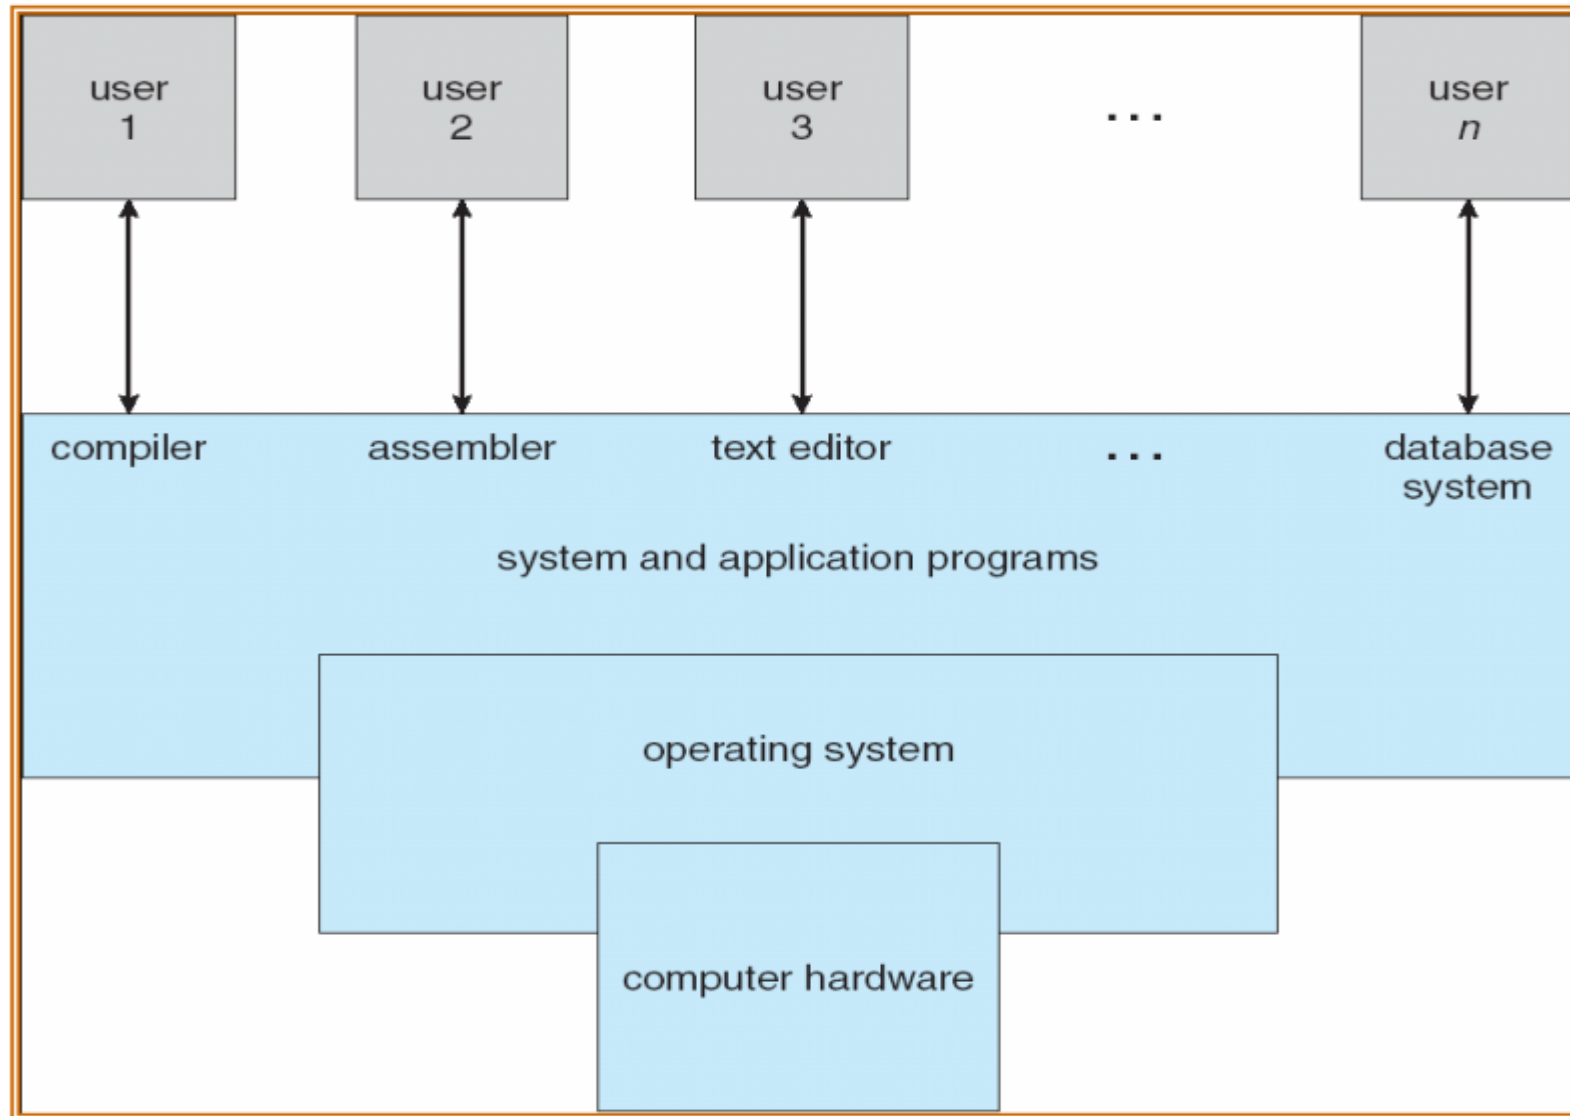 user
1
user
2
user
3
...
user
n
compiler
assembler
text editor
...
database
system
system and application programs
operating system
computer hardware